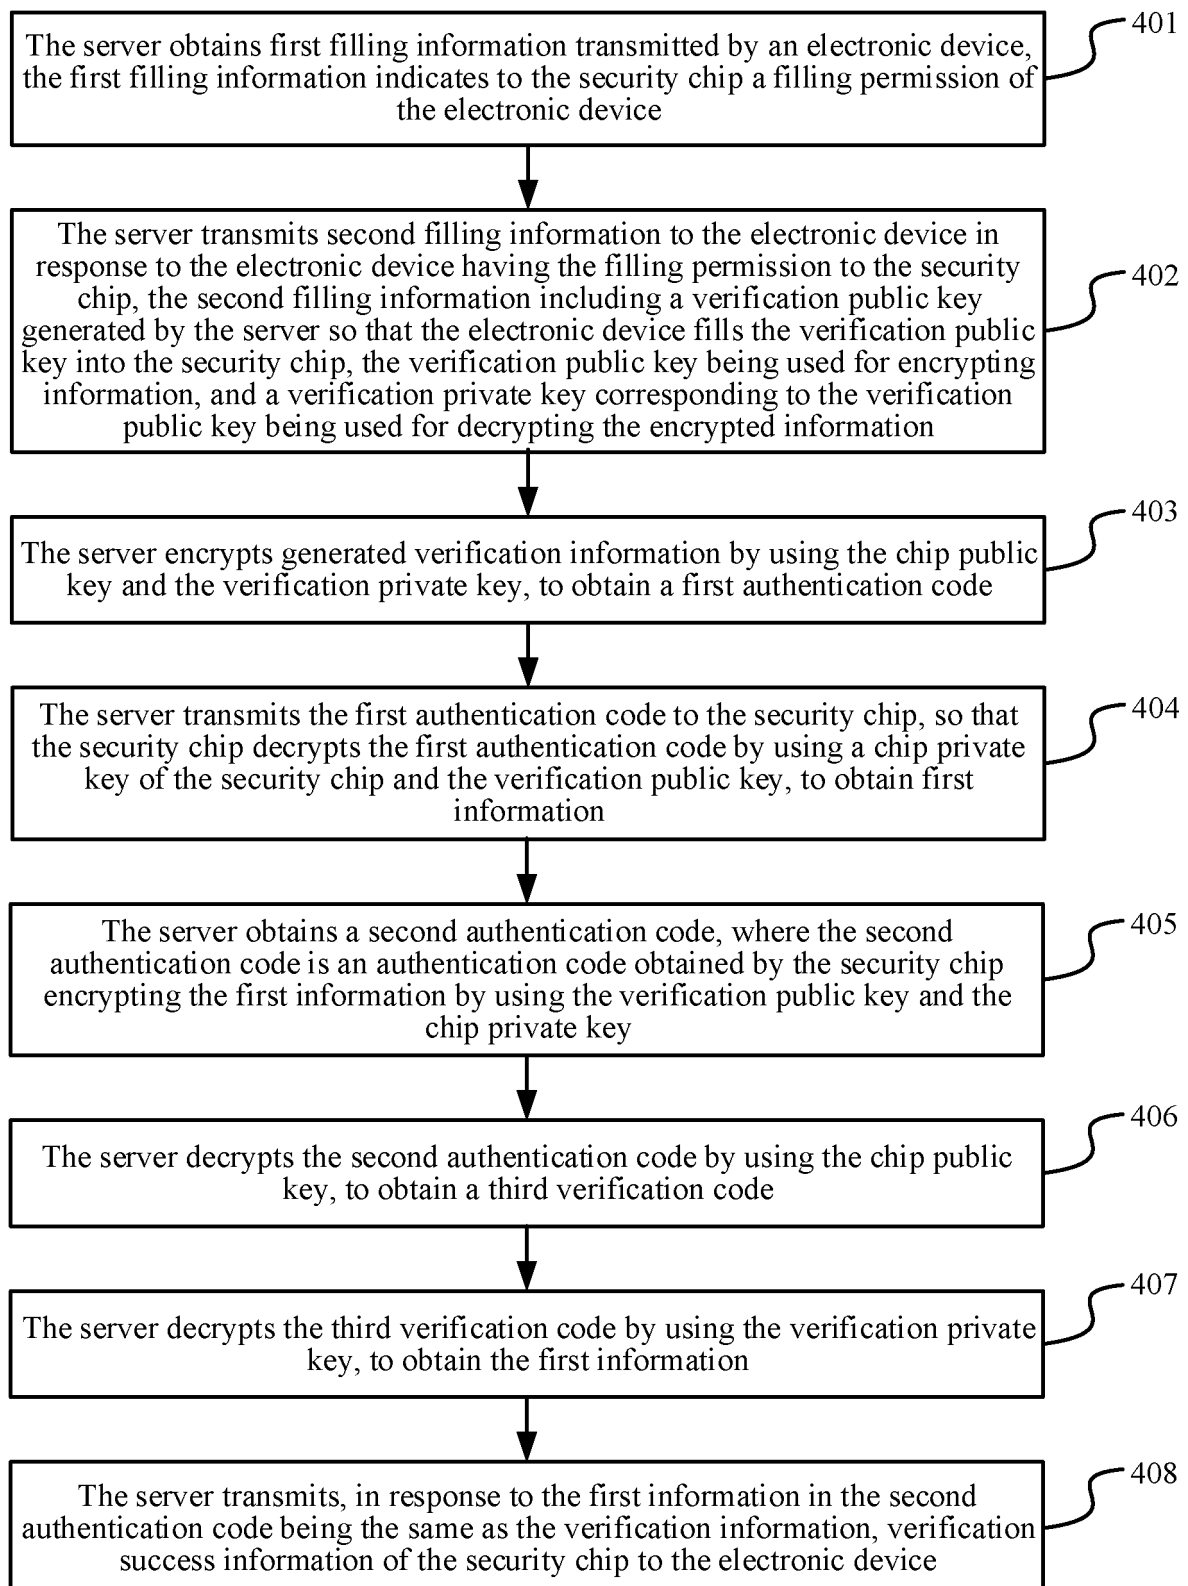 The server obtains first filling information transmitted by an electronic device,
the first filling information indicates to the security chip a filling permission of
the electronic device
401
The server transmits second filling information to the electronic device in
response to the electronic device having the filling permission to the security
chip, the second filling information including a verification public key
generated by the server so that the electronic device fills the verification public
key into the security chip, the verification public key being used for encrypting
information, and a verification private key corresponding to the verification
public key being used for decrypting the encrypted information
402
The server encrypts generated verification information by using the chip public
key and the verification private key, to obtain a first authentication code
403
The server transmits the first authentication code to the security chip, so that
the security chip decrypts the first authentication code by using a chip private
key of the security chip and the verification public key, to obtain first
information
404
The server obtains a second authentication code, where the second
authentication code is an authentication code obtained by the security chip
encrypting the first information by using the verification public key and the
chip private key
405
The server decrypts the second authentication code by using the chip public
key, to obtain a third verification code
406
The server decrypts the third verification code by using the verification private
key, to obtain the first information
407
The server transmits, in response to the first information in the second
authentication code being the same as the verification information, verification
success information of the security chip to the electronic device
408